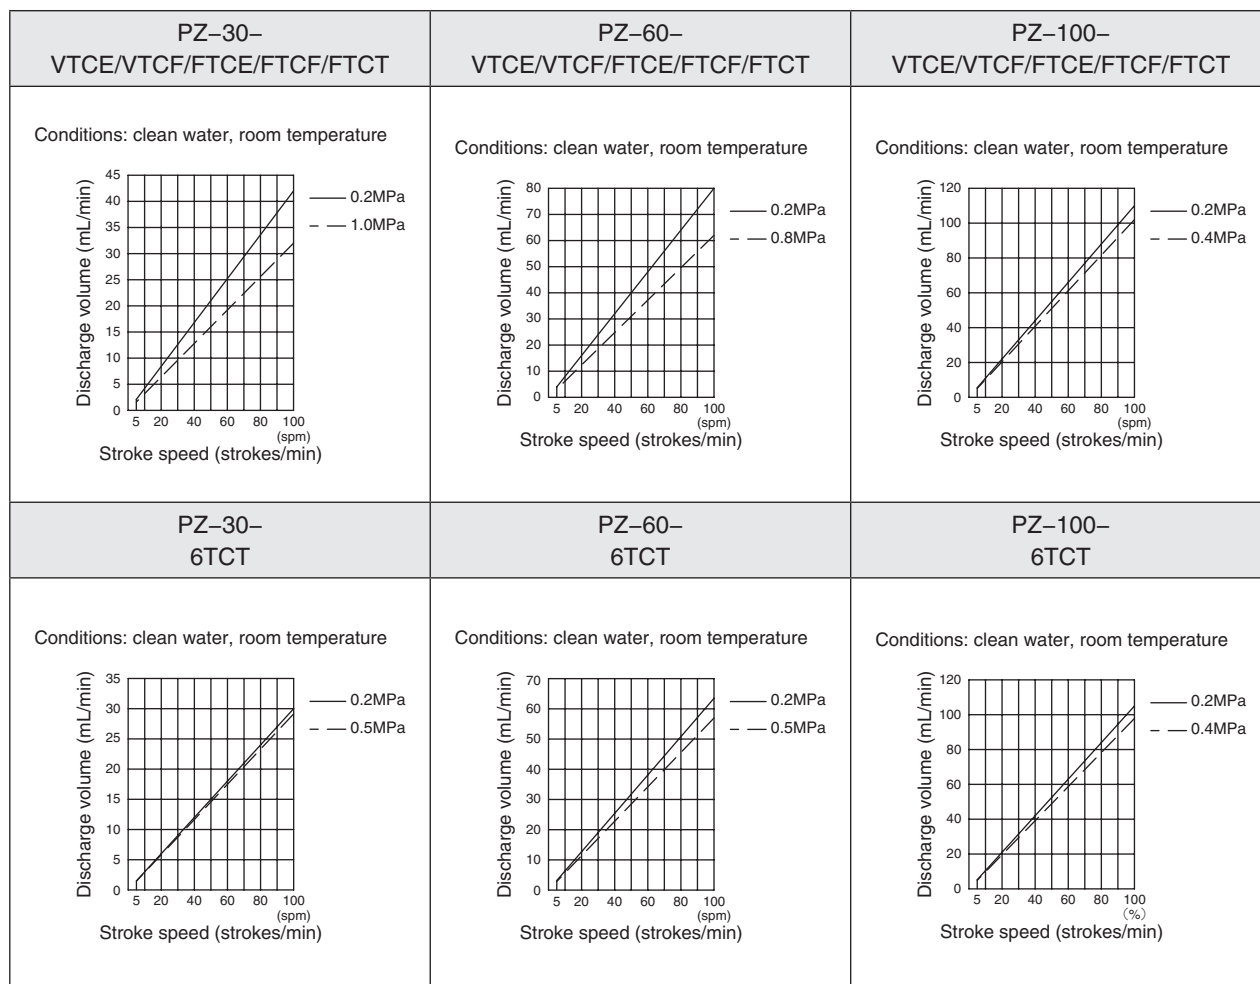 PZ–30–
VTCE/VTCF/FTCE/FTCF/FTCT
PZ–60–
VTCE/VTCF/FTCE/FTCF/FTCT
PZ–100–
VTCE/VTCF/FTCE/FTCF/FTCT
Conditions: clean water, room temperature
Discharge volume (mL/min)
45
40
35
30
25
20
15
10
5
0
5 20 40 60 80 100
(spm)
Stroke speed (strokes/min)
0.2MPa
1.0MPa
Conditions: clean water, room temperature
Discharge volume (mL/min)
80
70
60
50
40
30
20
10
0
5 20 40 60 80 100
(spm)
Stroke speed (strokes/min)
0.2MPa
0.8MPa
Conditions: clean water, room temperature
Discharge volume (mL/min)
120
100
80
60
40
20
0
5 20 40 60 80 100
(spm)
Stroke speed (strokes/min)
0.2MPa
0.4MPa
PZ–30–
6TCT
PZ–60–
6TCT
PZ–100–
6TCT
Conditions: clean water, room temperature
Discharge volume (mL/min)
35
30
25
20
15
10
5
0
5 20 40 60 80 100
(spm)
Stroke speed (strokes/min)
0.2MPa
0.5MPa
Conditions: clean water, room temperature
Discharge volume (mL/min)
70
60
50
40
30
20
10
0
5 20 40 60 80 100
(spm)
Stroke speed (strokes/min)
0.2MPa
0.5MPa
Conditions: clean water, room temperature
Discharge volume (mL/min)
120
100
80
60
40
20
0
5 20 40 60 80 100
(%)
Stroke speed (strokes/min)
0.2MPa
0.4MPa